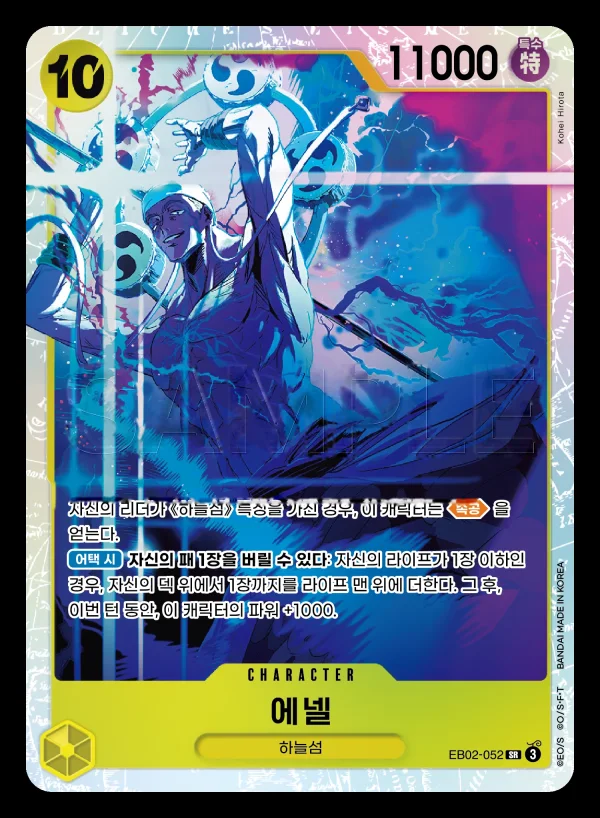 10
11000
특수
特
Kohei Hirota
SAMPLE
자신의 리더가 《하늘섬》 특징을 가진 경우, 이 캐릭터는 속공 을
얻는다.
어택 시 자신의 패 1장을 버릴 수 있다: 자신의 라이프가 1장 이하인
경우, 자신의 덱 위에서 1장까지를 라이프 맨 위에 더한다. 그 후,
이번 턴 동안, 이 캐릭터의 파워 +1000.
CHARACTER
에넬
하늘섬
EB02-052 SR 3
©EO/S ©O/S·F·T BANDAI MADE IN KOREA